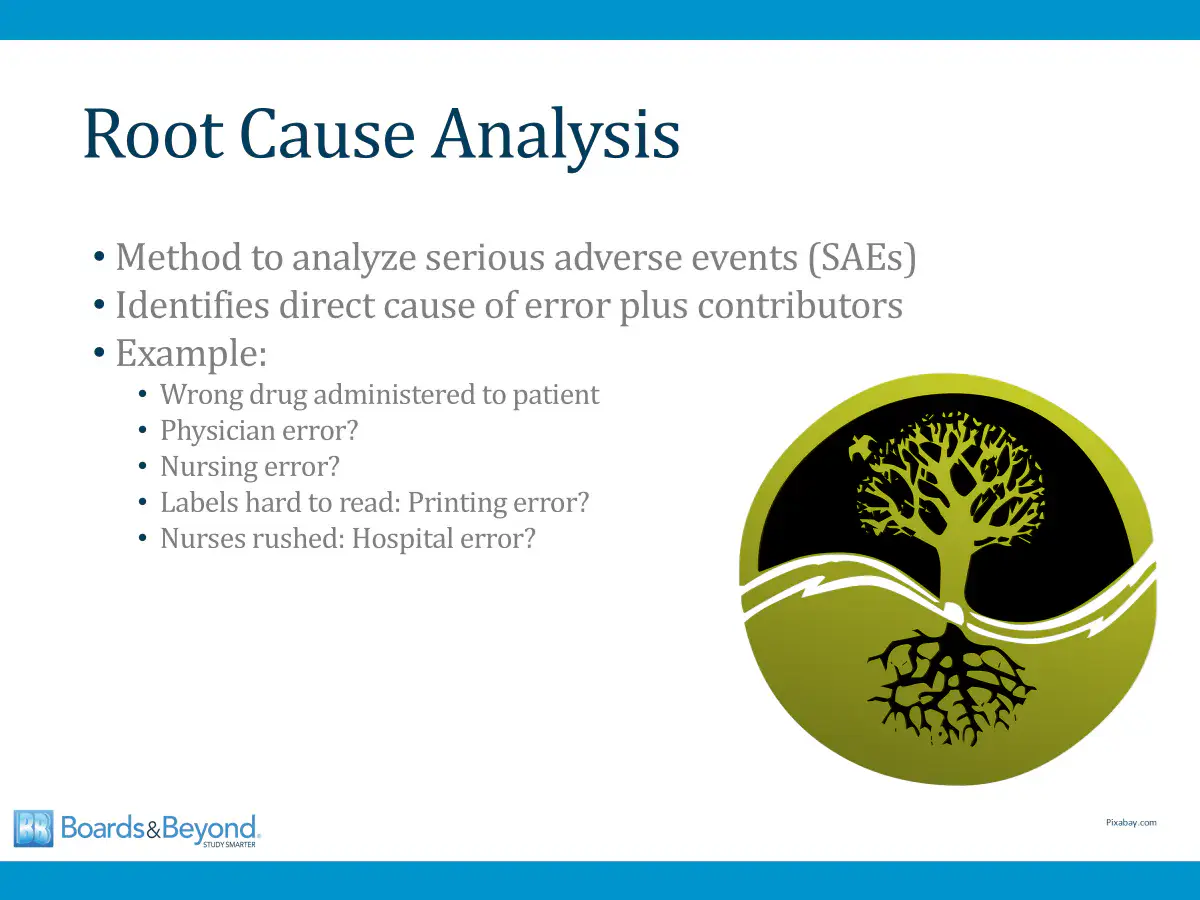 Root Cause Analysis
• Method to analyze serious adverse events (SAEs)
• Identifies direct cause of error plus contributors
• Example:
• Wrong drug administered to patient
• Physician error?
• Nursing error?
• Labels hard to read: Printing error?
• Nurses rushed: Hospital error?
BB Boards&Beyond®
STUDY SMARTER
Pixabay.com